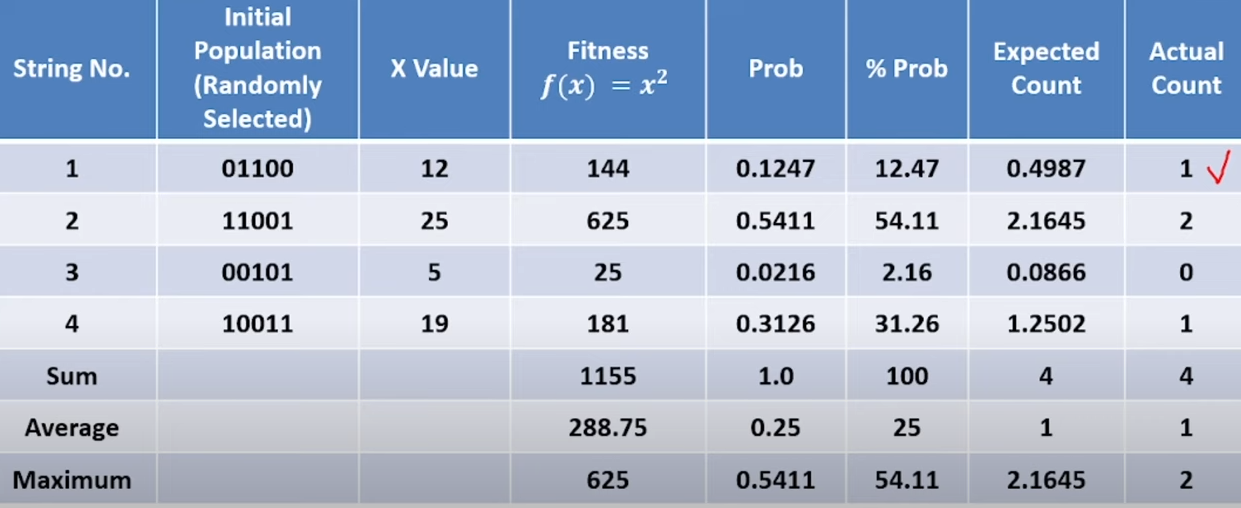 String No. | Initial Population (Randomly Selected) | X Value | Fitness f(x) = x² | Prob | % Prob | Expected Count | Actual Count
1 | 01100 | 12 | 144 | 0.1247 | 12.47 | 0.4987 | 1 ✓
2 | 11001 | 25 | 625 | 0.5411 | 54.11 | 2.1645 | 2
3 | 00101 | 5 | 25 | 0.0216 | 2.16 | 0.0866 | 0
4 | 10011 | 19 | 181 | 0.3126 | 31.26 | 1.2502 | 1
Sum | | | 1155 | 1.0 | 100 | 4 | 4
Average | | | 288.75 | 0.25 | 25 | 1 | 1
Maximum | | | 625 | 0.5411 | 54.11 | 2.1645 | 2